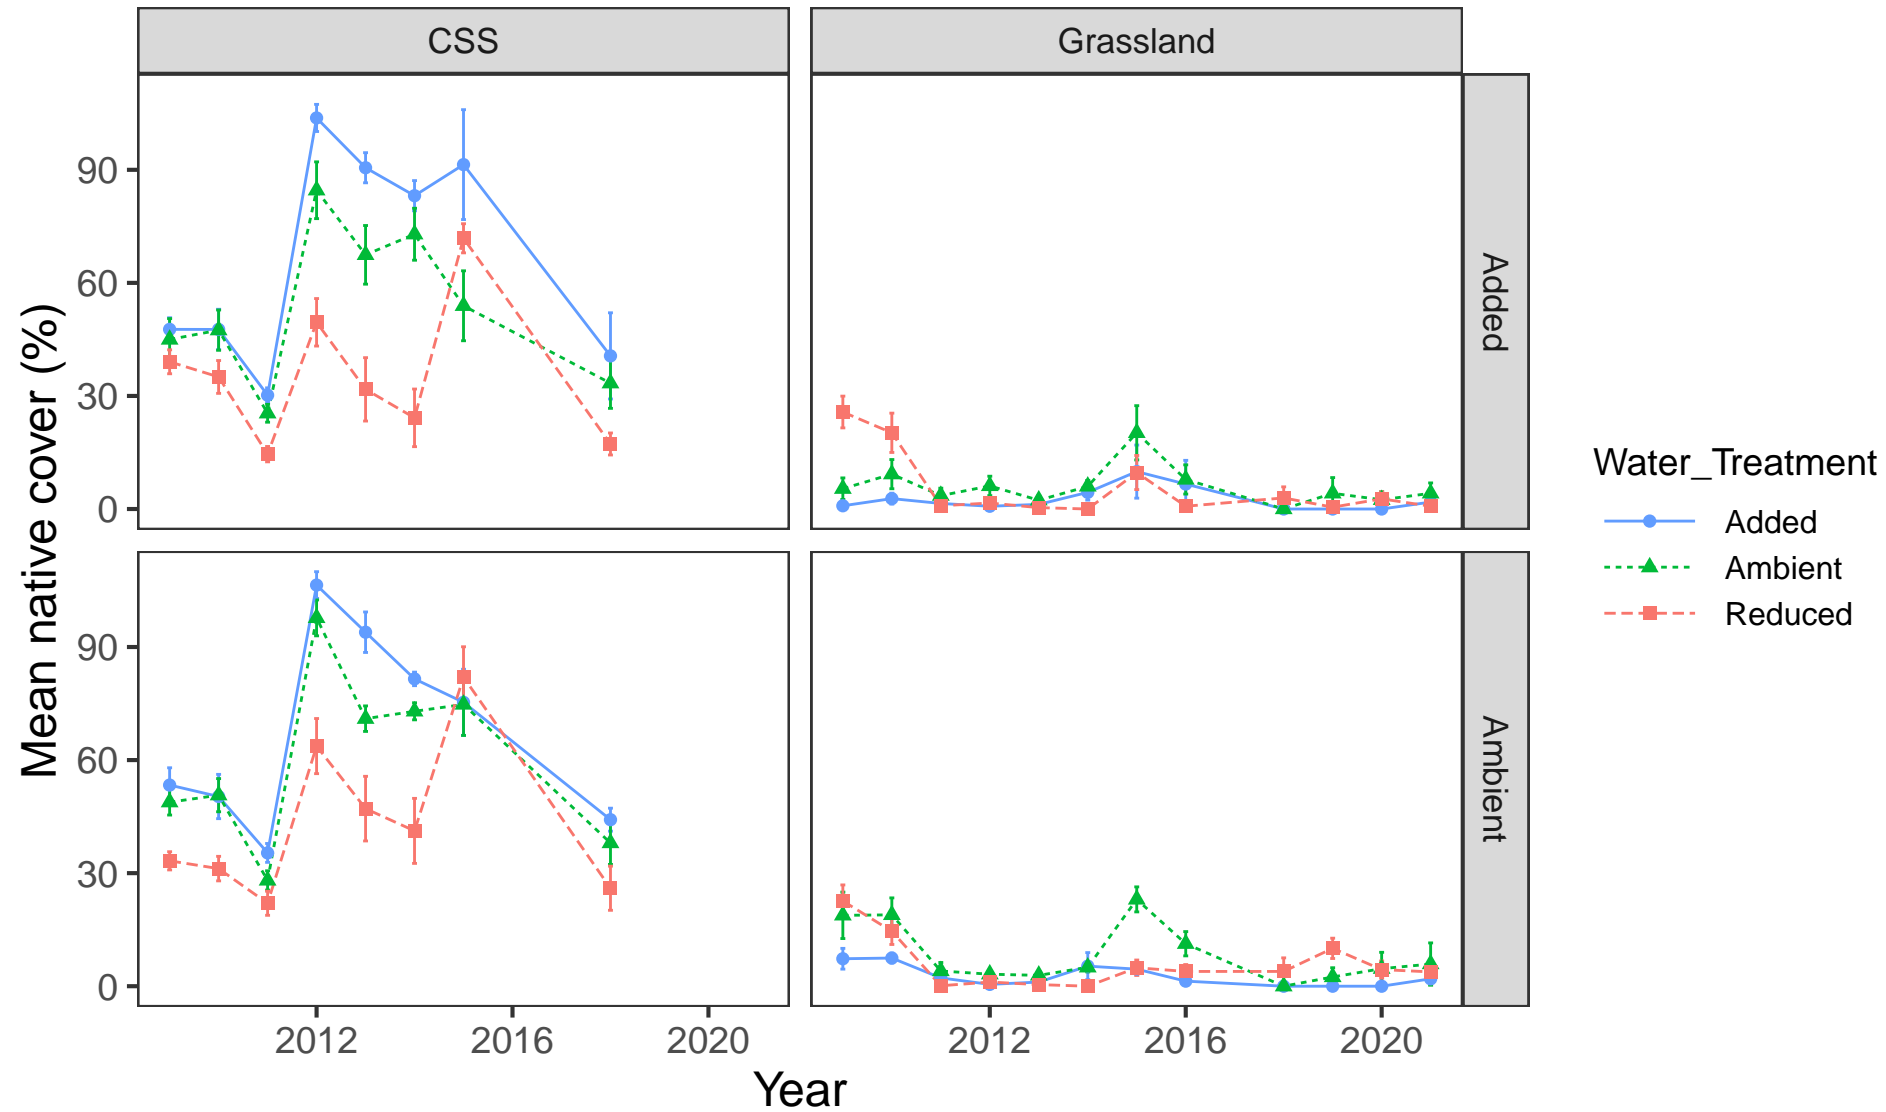 CSS
Grassland
90
60
30
0
Added
90
60
30
0
Ambient
2012
2016
2020
2012
2016
2020
Year
Mean native cover (%)
Water_Treatment
Added
Ambient
Reduced